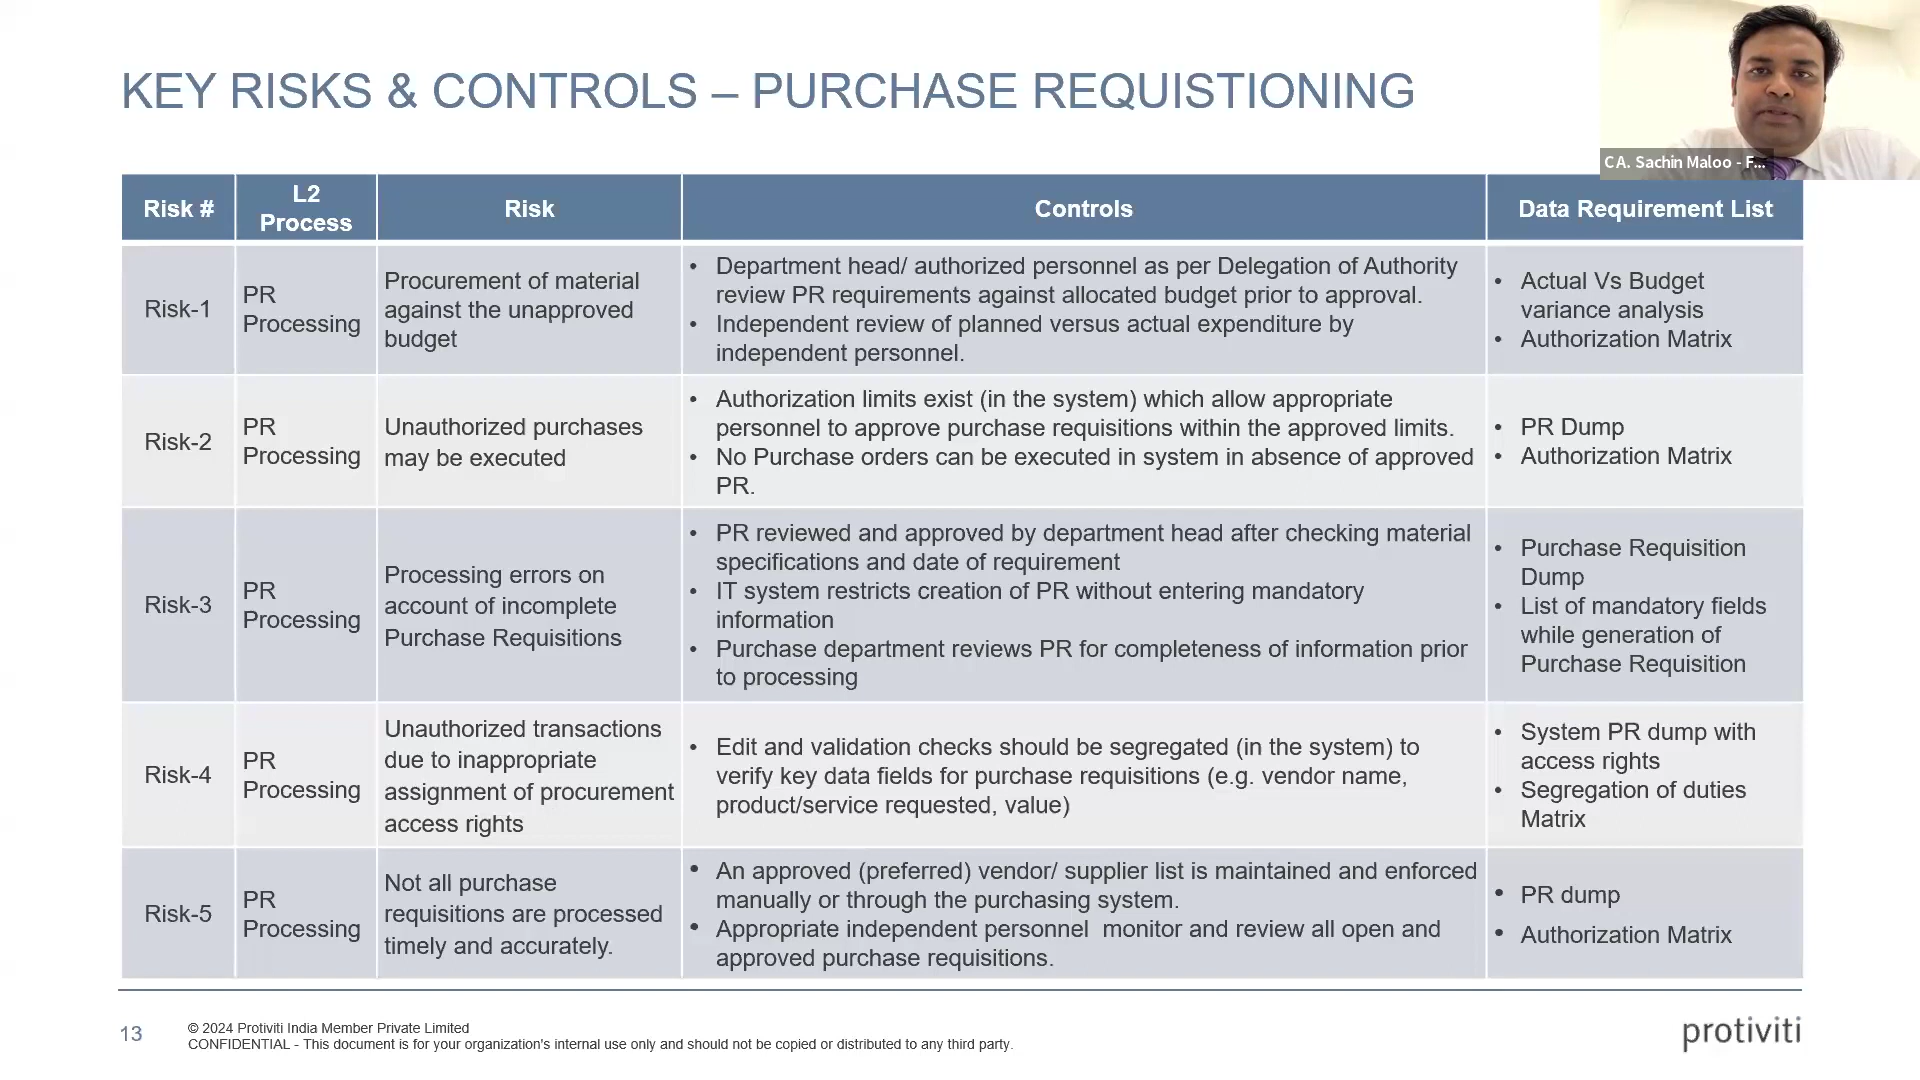 KEY RISKS & CONTROLS – PURCHASE REQUISTIONING
CA. Sachin Maloo - F...
Risk #
L2
Process
Risk
Controls
Data Requirement List
Risk-1
PR
Processing
Procurement of material
against the unapproved
budget
• Department head/ authorized personnel as per Delegation of Authority
review PR requirements against allocated budget prior to approval.
• Independent review of planned versus actual expenditure by
independent personnel.
• Actual Vs Budget
variance analysis
• Authorization Matrix
Risk-2
PR
Processing
Unauthorized purchases
may be executed
• Authorization limits exist (in the system) which allow appropriate
personnel to approve purchase requisitions within the approved limits.
• No Purchase orders can be executed in system in absence of approved
PR.
• PR Dump
• Authorization Matrix
Risk-3
PR
Processing
Processing errors on
account of incomplete
Purchase Requisitions
• PR reviewed and approved by department head after checking material
specifications and date of requirement
• IT system restricts creation of PR without entering mandatory
information
• Purchase department reviews PR for completeness of information prior
to processing
• Purchase Requisition
Dump
• List of mandatory fields
while generation of
Purchase Requisition
Risk-4
PR
Processing
Unauthorized transactions
due to inappropriate
assignment of procurement
access rights
• Edit and validation checks should be segregated (in the system) to
verify key data fields for purchase requisitions (e.g. vendor name,
product/service requested, value)
• System PR dump with
access rights
• Segregation of duties
Matrix
Risk-5
PR
Processing
Not all purchase
requisitions are processed
timely and accurately.
• An approved (preferred) vendor/ supplier list is maintained and enforced
manually or through the purchasing system.
• Appropriate independent personnel monitor and review all open and
approved purchase requisitions.
• PR dump
• Authorization Matrix
13
© 2024 Protiviti India Member Private Limited
CONFIDENTIAL - This document is for your organization's internal use only and should not be copied or distributed to any third party.
protiviti